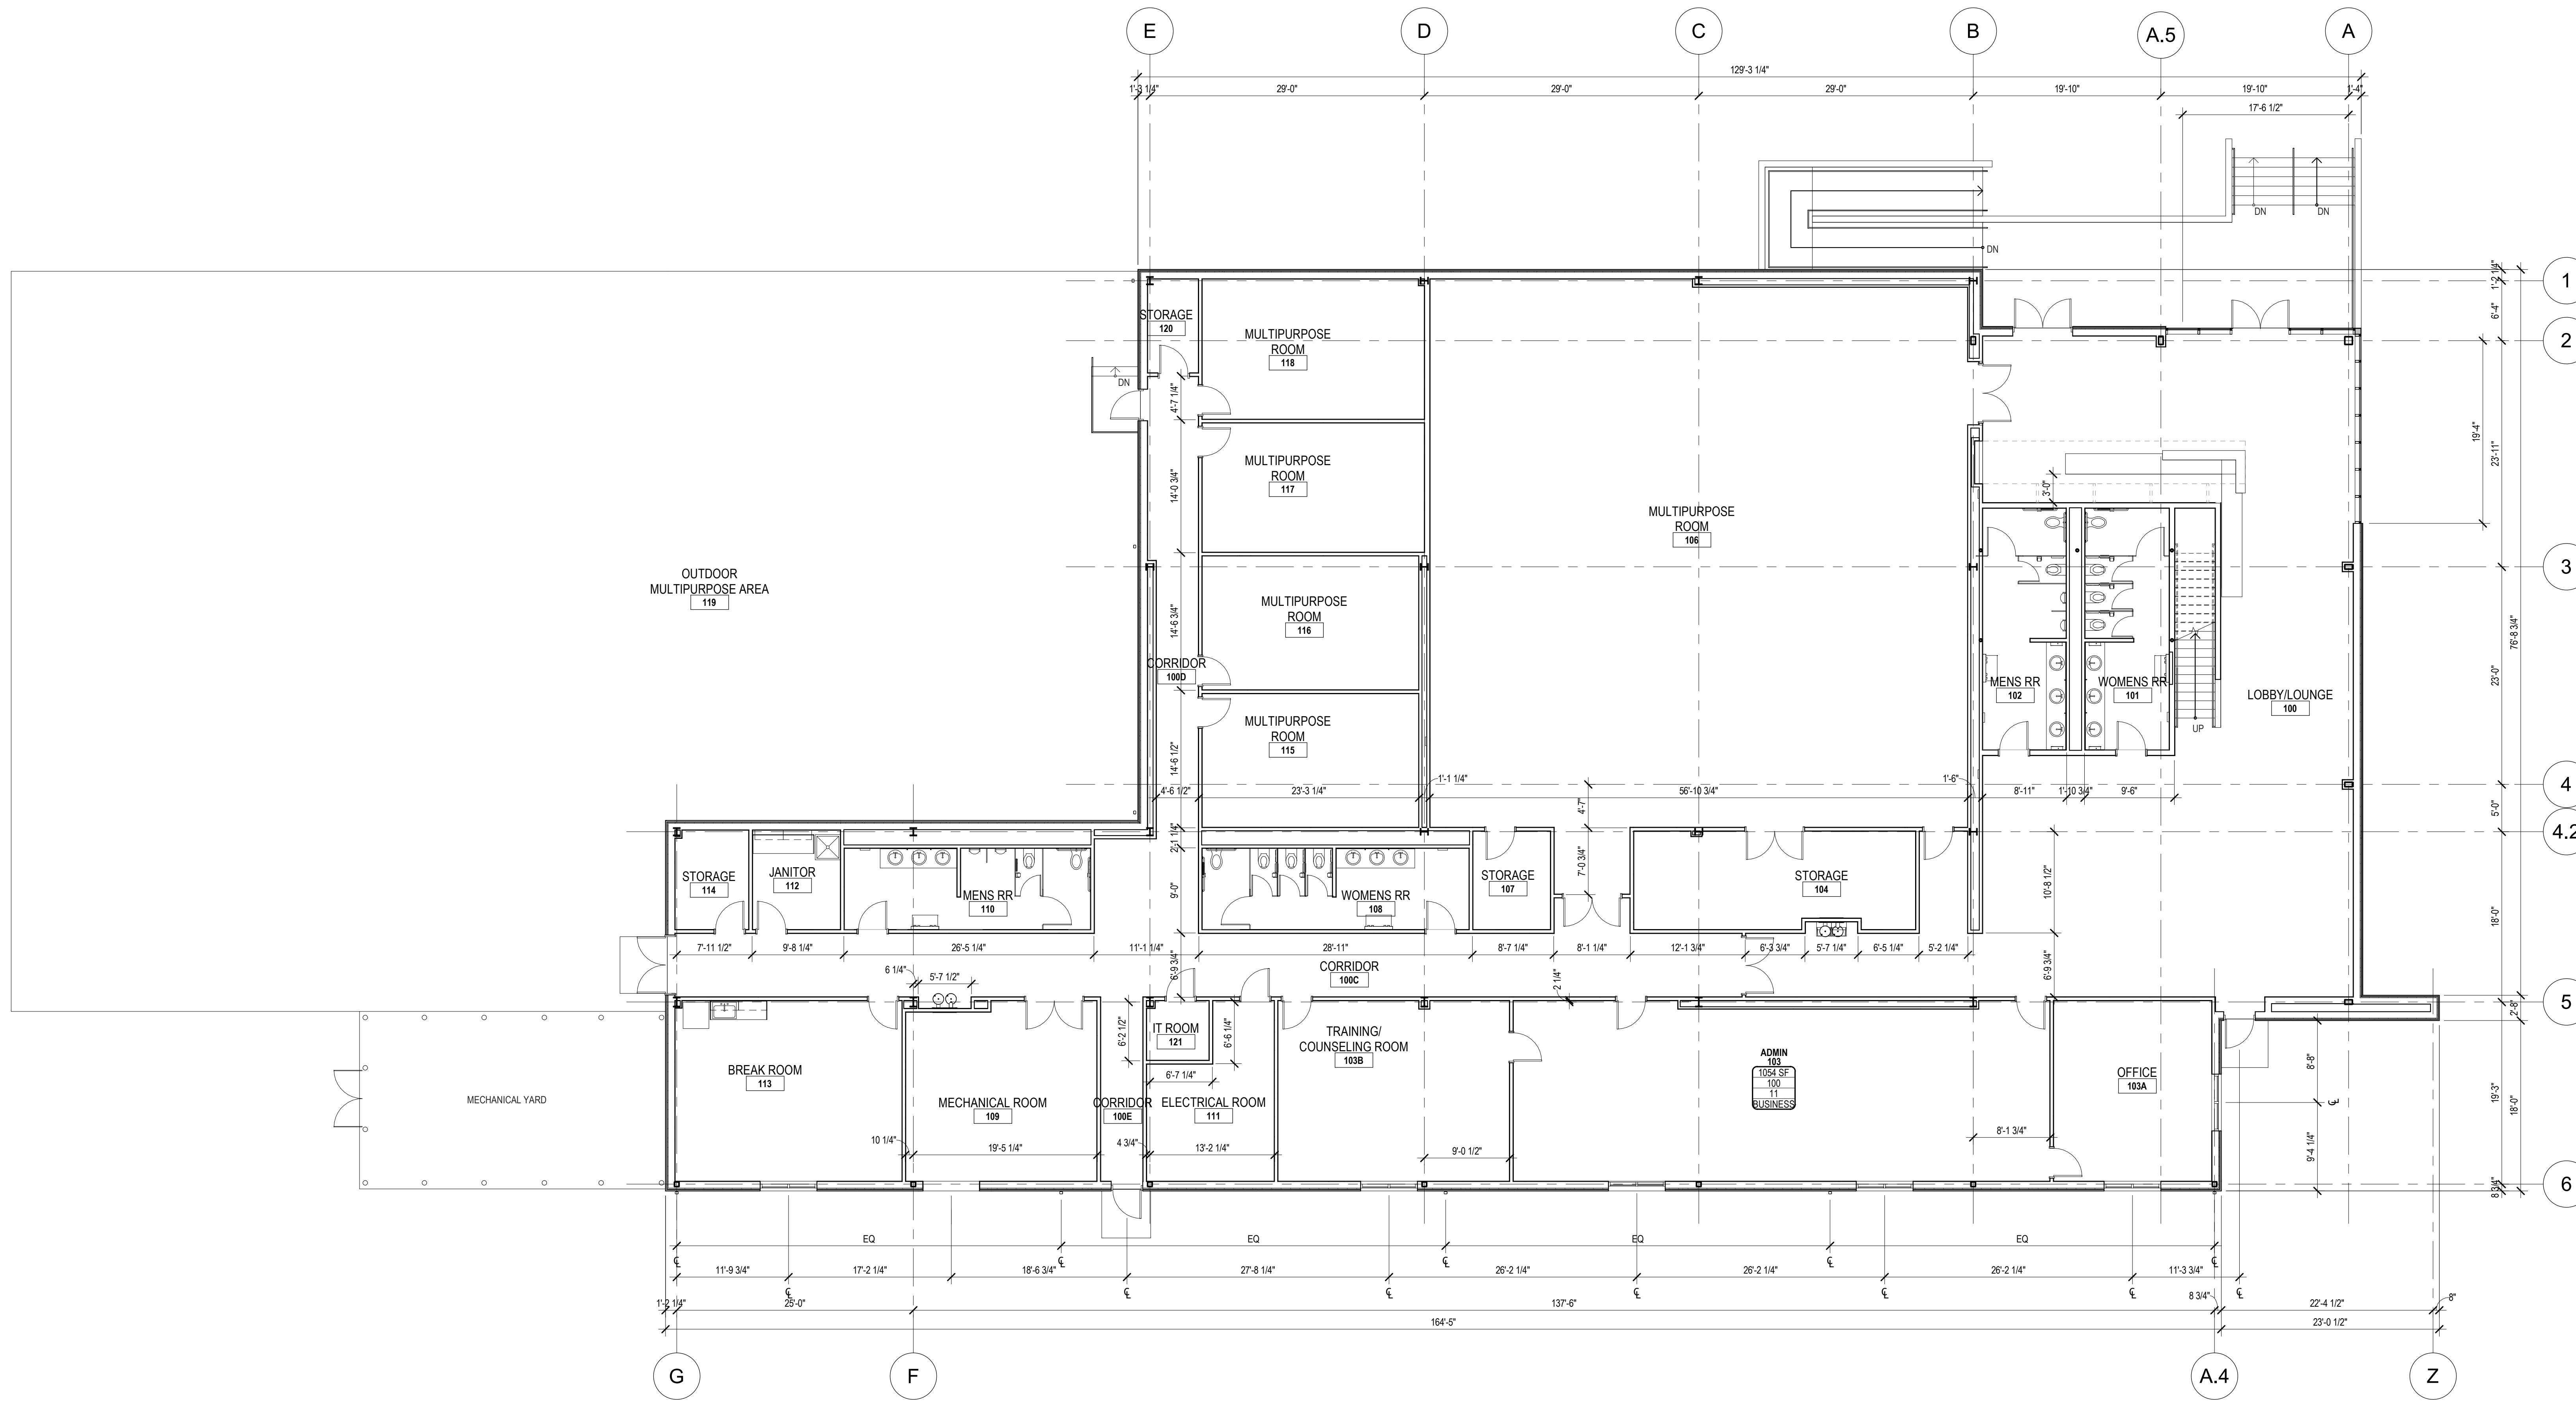 E
D
C
B
A.5
A
129'-3 1/4"
1'-3 1/4"
29'-0"
29'-0"
29'-0"
19'-10"
19'-10"
1'-4"
17'-6 1/2"
DN
DN
DN
1'-2 1/4"
1
6'-4"
2
STORAGE
120
MULTIPURPOSE
ROOM
118
DN
4'-7 1/4"
19'-4"
23'-11"
MULTIPURPOSE
ROOM
117
14'-0 3/4"
3'-0"
MULTIPURPOSE
ROOM
106
OUTDOOR
MULTIPURPOSE AREA
119
3
MULTIPURPOSE
ROOM
116
14'-6 3/4"
76'-8 3/4"
CORRIDOR
100D
23'-0"
MENS RR
102
WOMENS RR
101
LOBBY/LOUNGE
100
UP
MULTIPURPOSE
ROOM
115
14'-6 1/2"
4'-6 1/2"
23'-3 1/4"
1'-1 1/4"
4'-7"
56'-10 3/4"
1'-6"
8'-11"
1'-10 3/4"
9'-6"
4
5'-0"
4.2
2'-1 1/4"
STORAGE
114
JANITOR
112
MENS RR
110
9'-0"
WOMENS RR
108
STORAGE
107
7'-0 3/4"
STORAGE
104
10'-8 1/2"
18'-0"
7'-11 1/2"
9'-8 1/4"
26'-5 1/4"
11'-1 1/4"
28'-11"
8'-7 1/4"
8'-1 1/4"
12'-1 3/4"
6'-3 3/4"
5'-7 1/4"
6'-5 1/4"
5'-2 1/4"
6 1/4"
5'-7 1/2"
6'-9 3/4"
CORRIDOR
100C
2 1/4"
6'-9 3/4"
5
2'-8"
6'-2 1/2"
IT ROOM
121
6'-6 1/4"
TRAINING/
COUNSELING ROOM
103B
ADMIN
103
1054 SF
100
11
BUSINESS
BREAK ROOM
113
6'-7 1/4"
OFFICE
103A
8'-8"
MECHANICAL YARD
MECHANICAL ROOM
109
CORRIDOR
100E
ELECTRICAL ROOM
111
19'-3"
18'-0"
10 1/4"
19'-5 1/4"
4 3/4"
13'-2 1/4"
9'-0 1/2"
8'-1 3/4"
9'-4 1/4"
8 3/4"
6
EQ
EQ
EQ
EQ
11'-9 3/4"
17'-2 1/4"
18'-6 3/4"
27'-8 1/4"
26'-2 1/4"
26'-2 1/4"
26'-2 1/4"
11'-3 3/4"
1'-2 1/4"
25'-0"
137'-6"
8 3/4"
22'-4 1/2"
8"
164'-5"
23'-0 1/2"
G
F
A.4
Z